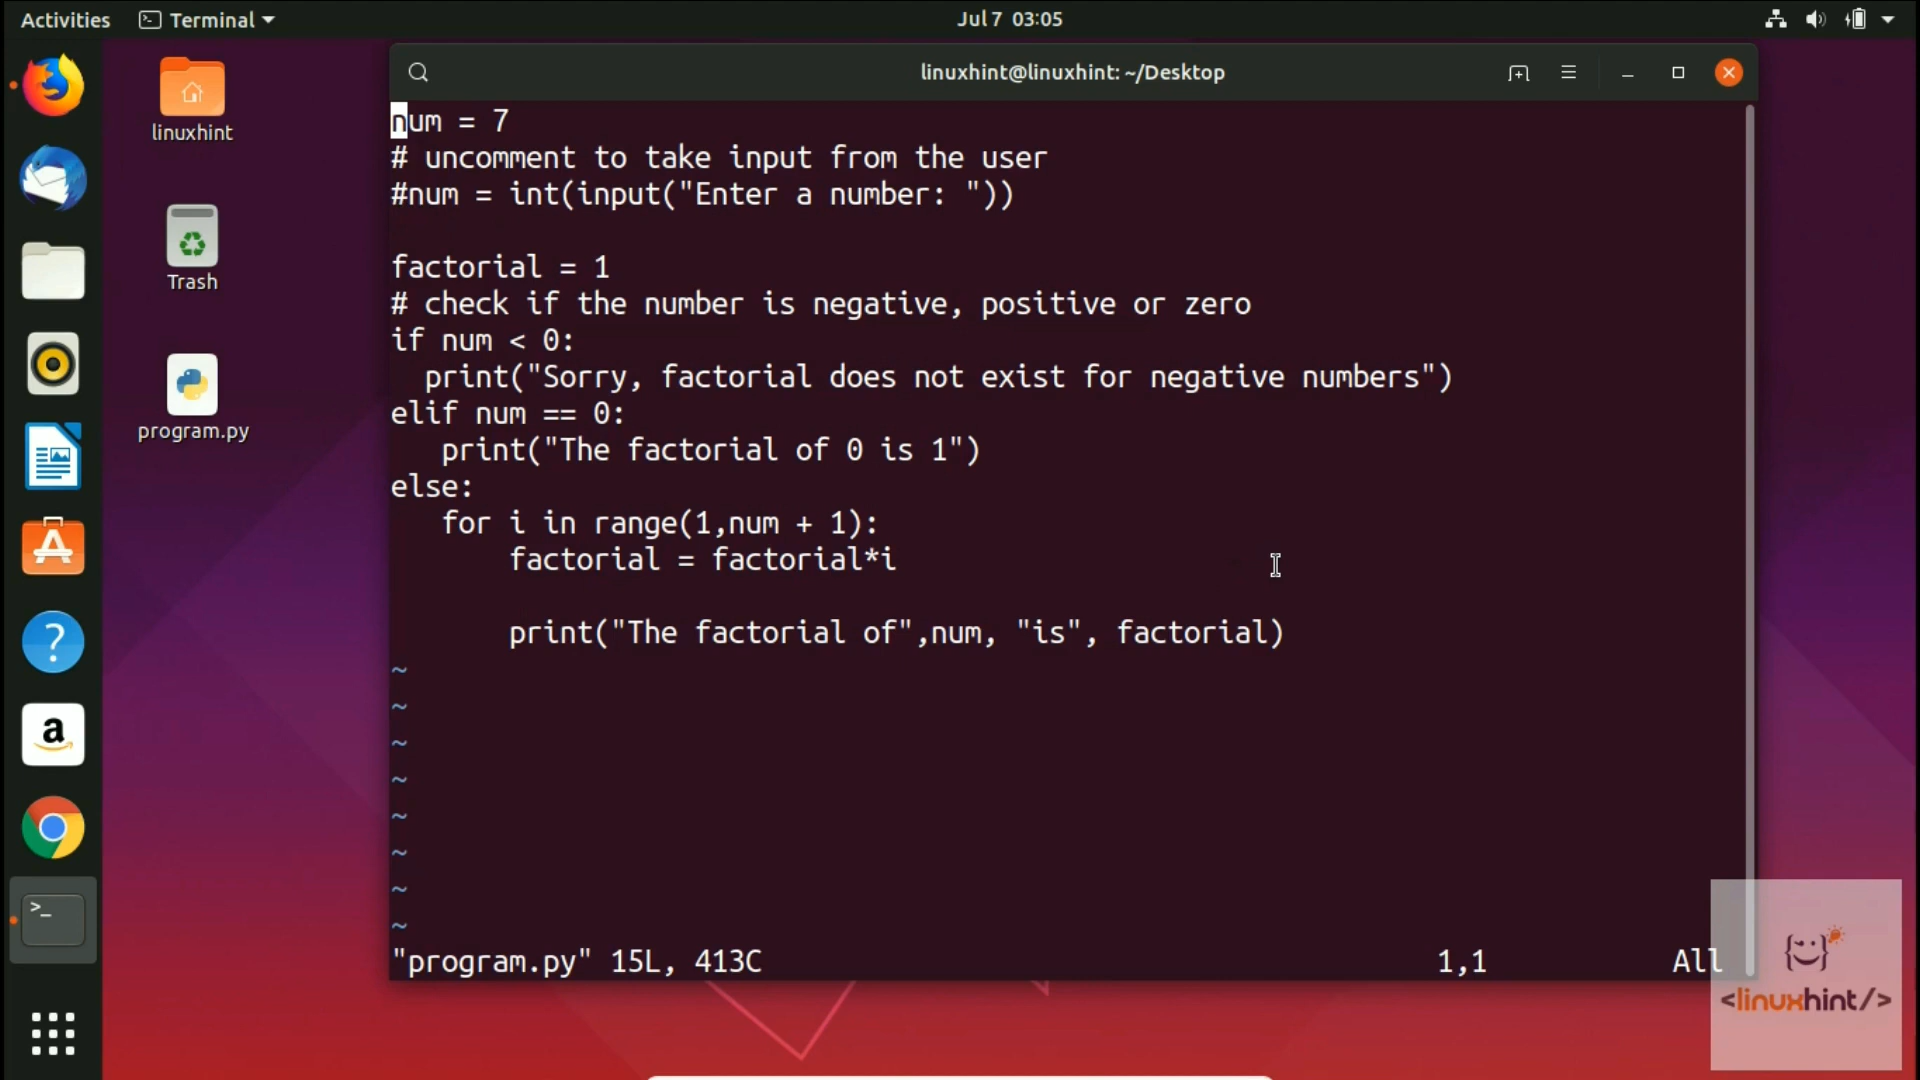 Activities Terminal Jul 7 03:05
linuxhint@linuxhint: ~/Desktop
linuxhint
Trash
program.py
num = 7
# uncomment to take input from the user
#num = int(input("Enter a number: "))
factorial = 1
# check if the number is negative, positive or zero
if num < 0:
  print("Sorry, factorial does not exist for negative numbers")
elif num == 0:
   print("The factorial of 0 is 1")
else:
   for i in range(1,num + 1):
       factorial = factorial*i
       print("The factorial of",num, "is", factorial)
~
~
~
~
~
~
~
~
"program.py" 15L, 413C 1,1 All
<linuxhint/>